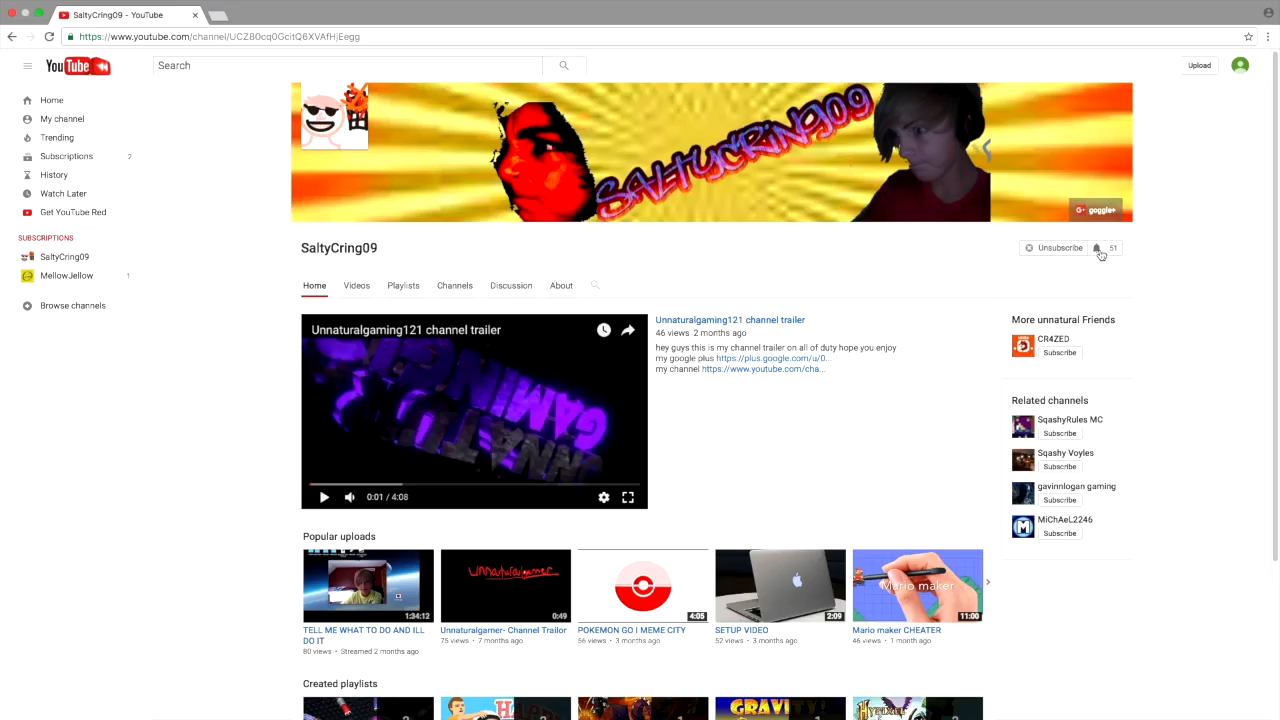 SaltyCring09 - YouTube
https://www.youtube.com/channel/UCZ80cq0GcitQ6XVAfHjEegg
YouTube
Search
Upload
Home
My channel
Trending
Subscriptions 2
History
Watch Later
Get YouTube Red
SUBSCRIPTIONS
SaltyCring09
MellowJellow 1
Browse channels
SALTYCRING09
G+ goggle+
SaltyCring09
Unsubscribe 51
Home Videos Playlists Channels Discussion About
Unnaturalgaming121 channel trailer
GAMING
UNNATU
0:01 / 4:08
Unnaturalgaming121 channel trailer
46 views 2 months ago
hey guys this is my channel trailer on all of duty hope you enjoy
my google plus https://plus.google.com/u/0...
my channel https://www.youtube.com/cha...
More unnatural Friends
CR4ZED
Subscribe
Related channels
SqashyRules MC
Subscribe
Sqashy Voyles
Subscribe
gavinnlogan gaming
Subscribe
MiChAeL2246
Subscribe
Popular uploads
1:34:12
TELL ME WHAT TO DO AND ILL
DO IT
80 views • Streamed 2 months ago
unnaturalgamer
0:49
Unnaturalgamer- Channel Trailor
75 views • 7 months ago
4:05
POKEMON GO I MEME CITY
56 views • 3 months ago
2:09
SETUP VIDEO
52 views • 3 months ago
Mario maker
11:00
Mario maker CHEATER
46 views • 1 month ago
Created playlists